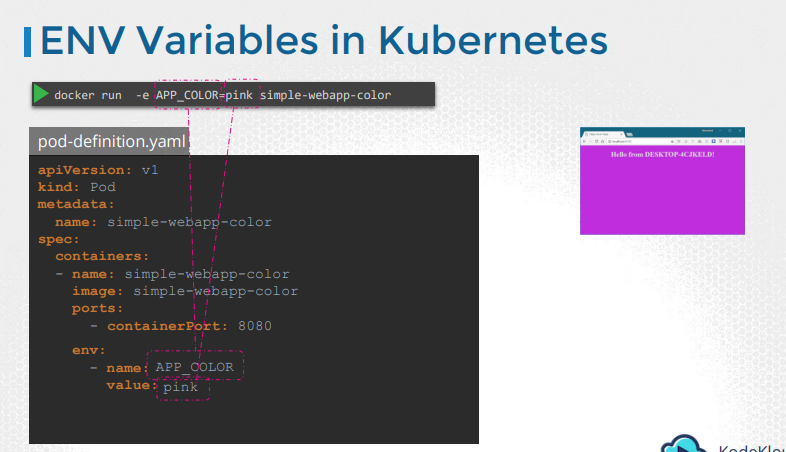 ENV Variables in Kubernetes
docker run -e APP_COLOR=pink simple-webapp-color
pod-definition.yaml
apiVersion: v1
kind: Pod
metadata:
  name: simple-webapp-color
spec:
  containers:
  - name: simple-webapp-color
    image: simple-webapp-color
    ports:
      - containerPort: 8080
    env:
      - name: APP_COLOR
        value: pink
Hello from DESKTOP-4CJKELD!